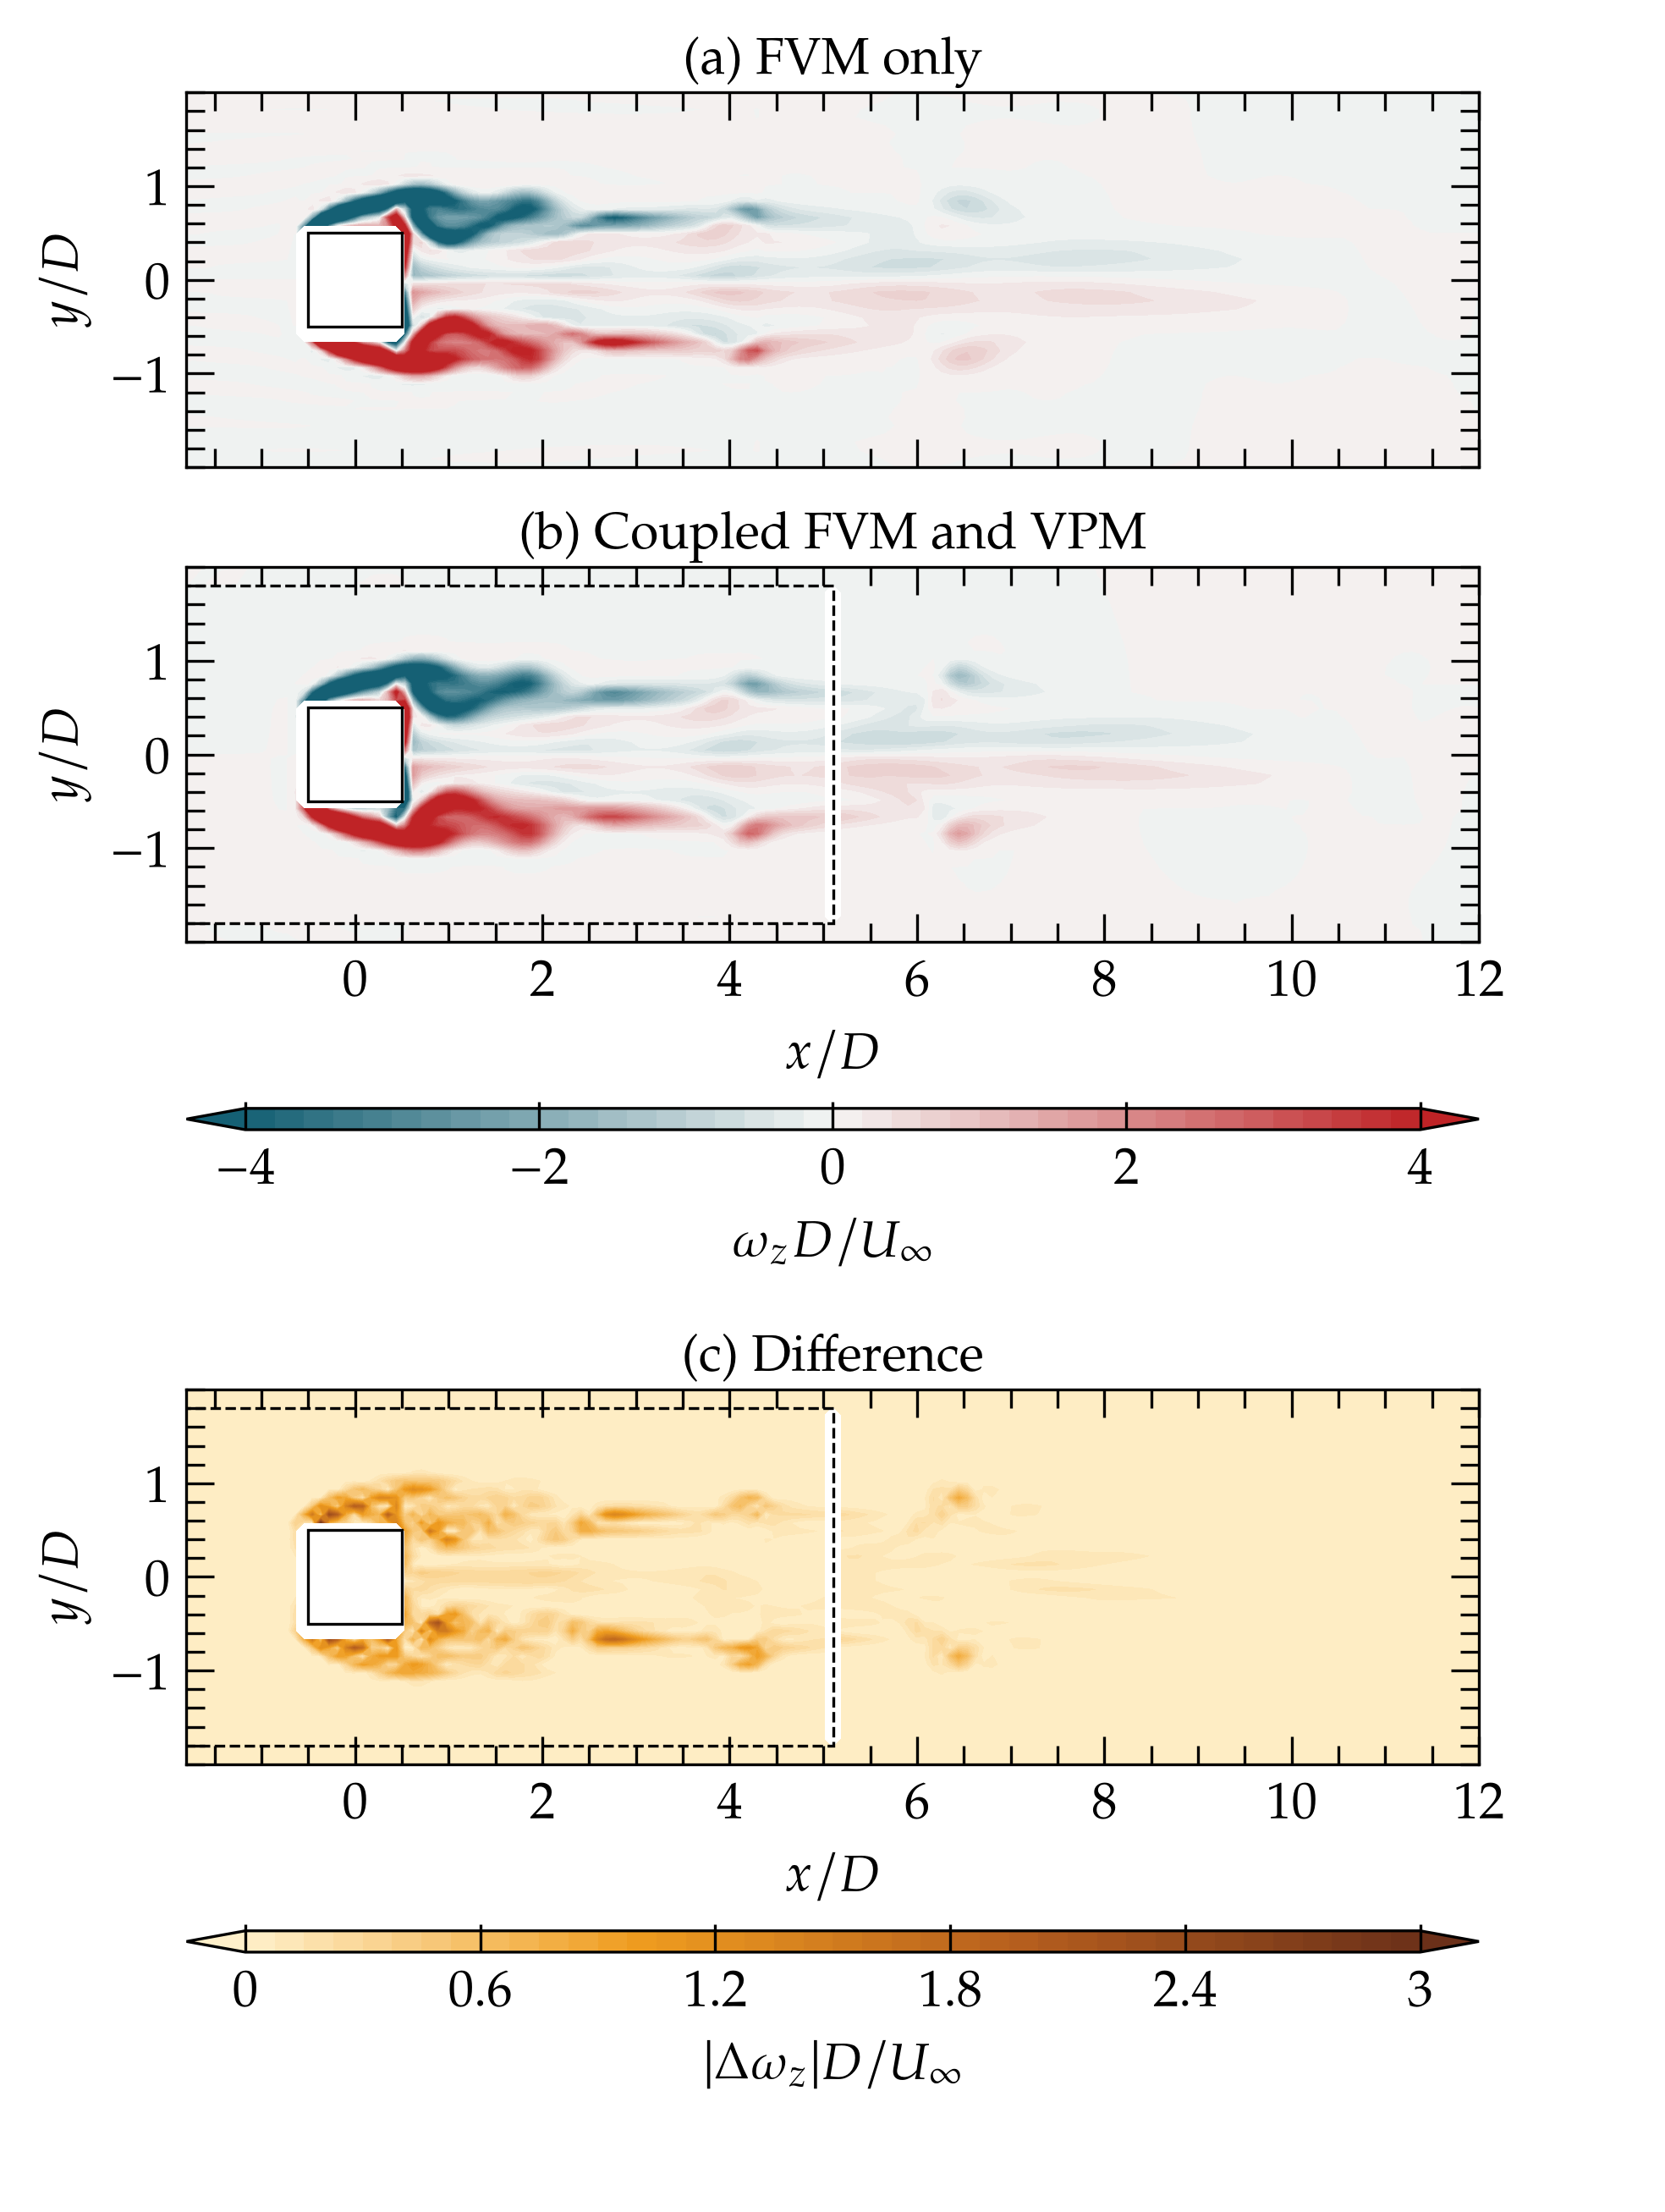 (a) FVM only
1
0
−1
y/D
(b) Coupled FVM and VPM
1
0
−1
y/D
0 2 4 6 8 10 12
x/D
−4 −2 0 2 4
ω_z D/U_∞
(c) Difference
1
0
−1
y/D
0 2 4 6 8 10 12
x/D
0 0.6 1.2 1.8 2.4 3
|Δω_z|D/U_∞